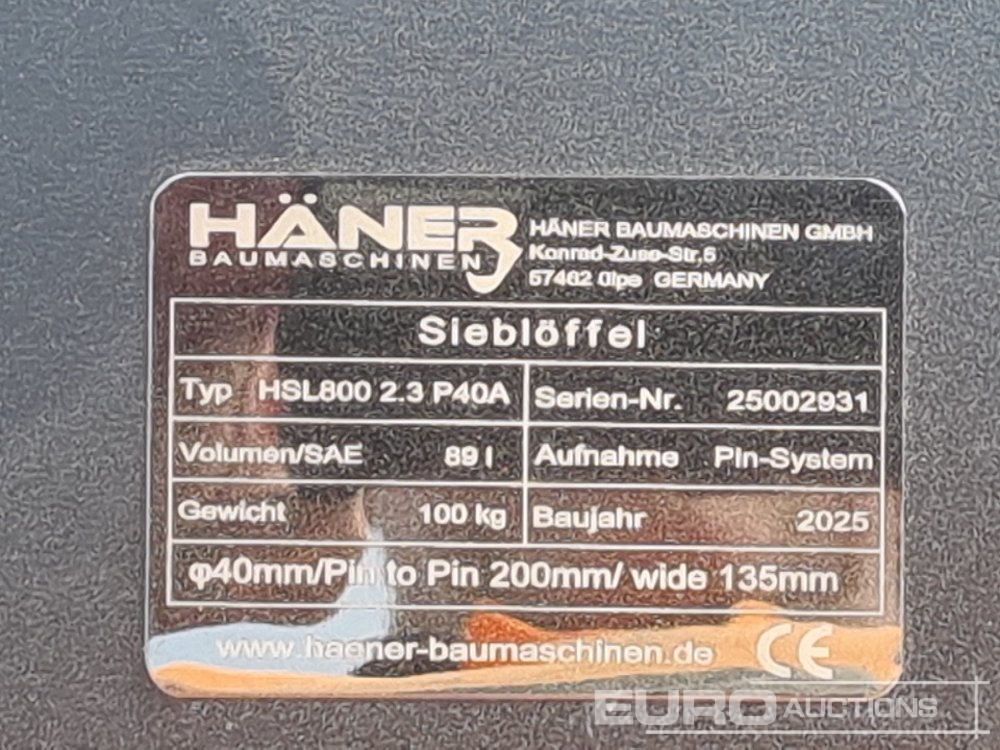 HÄNER
BAUMASCHINEN
HÄNER BAUMASCHINEN GMBH
Konrad-Zuse-Str.6
57462 Olpe GERMANY
Sieblöffel
Typ HSL800 2.3 P40A
Serien-Nr. 25002931
Volumen/SAE 89 l
Aufnahme Pin-System
Gewicht 100 kg
Baujahr 2025
φ40mm/Pin to Pin 200mm/ wide 135mm
www.haener-baumaschinen.de CE
EURO AUCTIONS